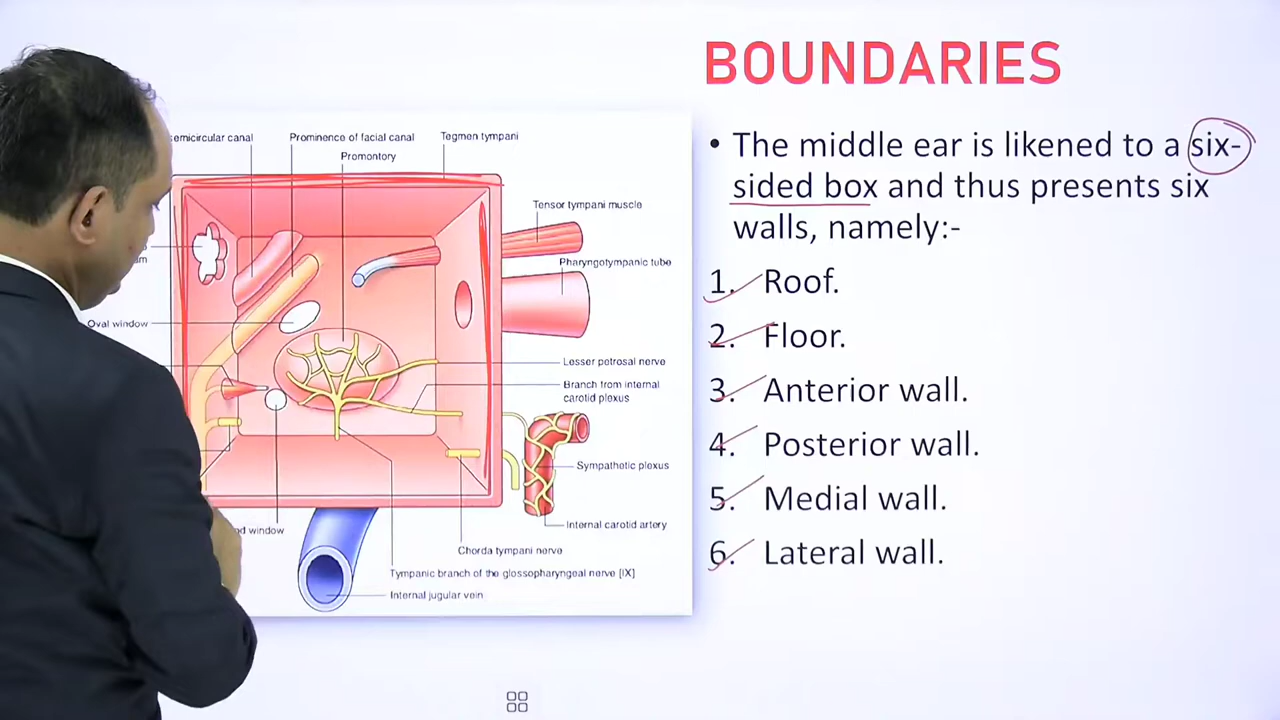 BOUNDARIES
• The middle ear is likened to a six-
sided box and thus presents six
walls, namely:-
1. Roof.
2. Floor.
3. Anterior wall.
4. Posterior wall.
5. Medial wall.
6. Lateral wall.
semicircular canal
Prominence of facial canal
Tegmen tympani
Promontory
Tensor tympani muscle
Pharyngotympanic tube
Oval window
Lesser petrosal nerve
Branch from internal
carotid plexus
Sympathetic plexus
Internal carotid artery
window
Chorda tympani nerve
Tympanic branch of the glossopharyngeal nerve [IX]
Internal jugular vein